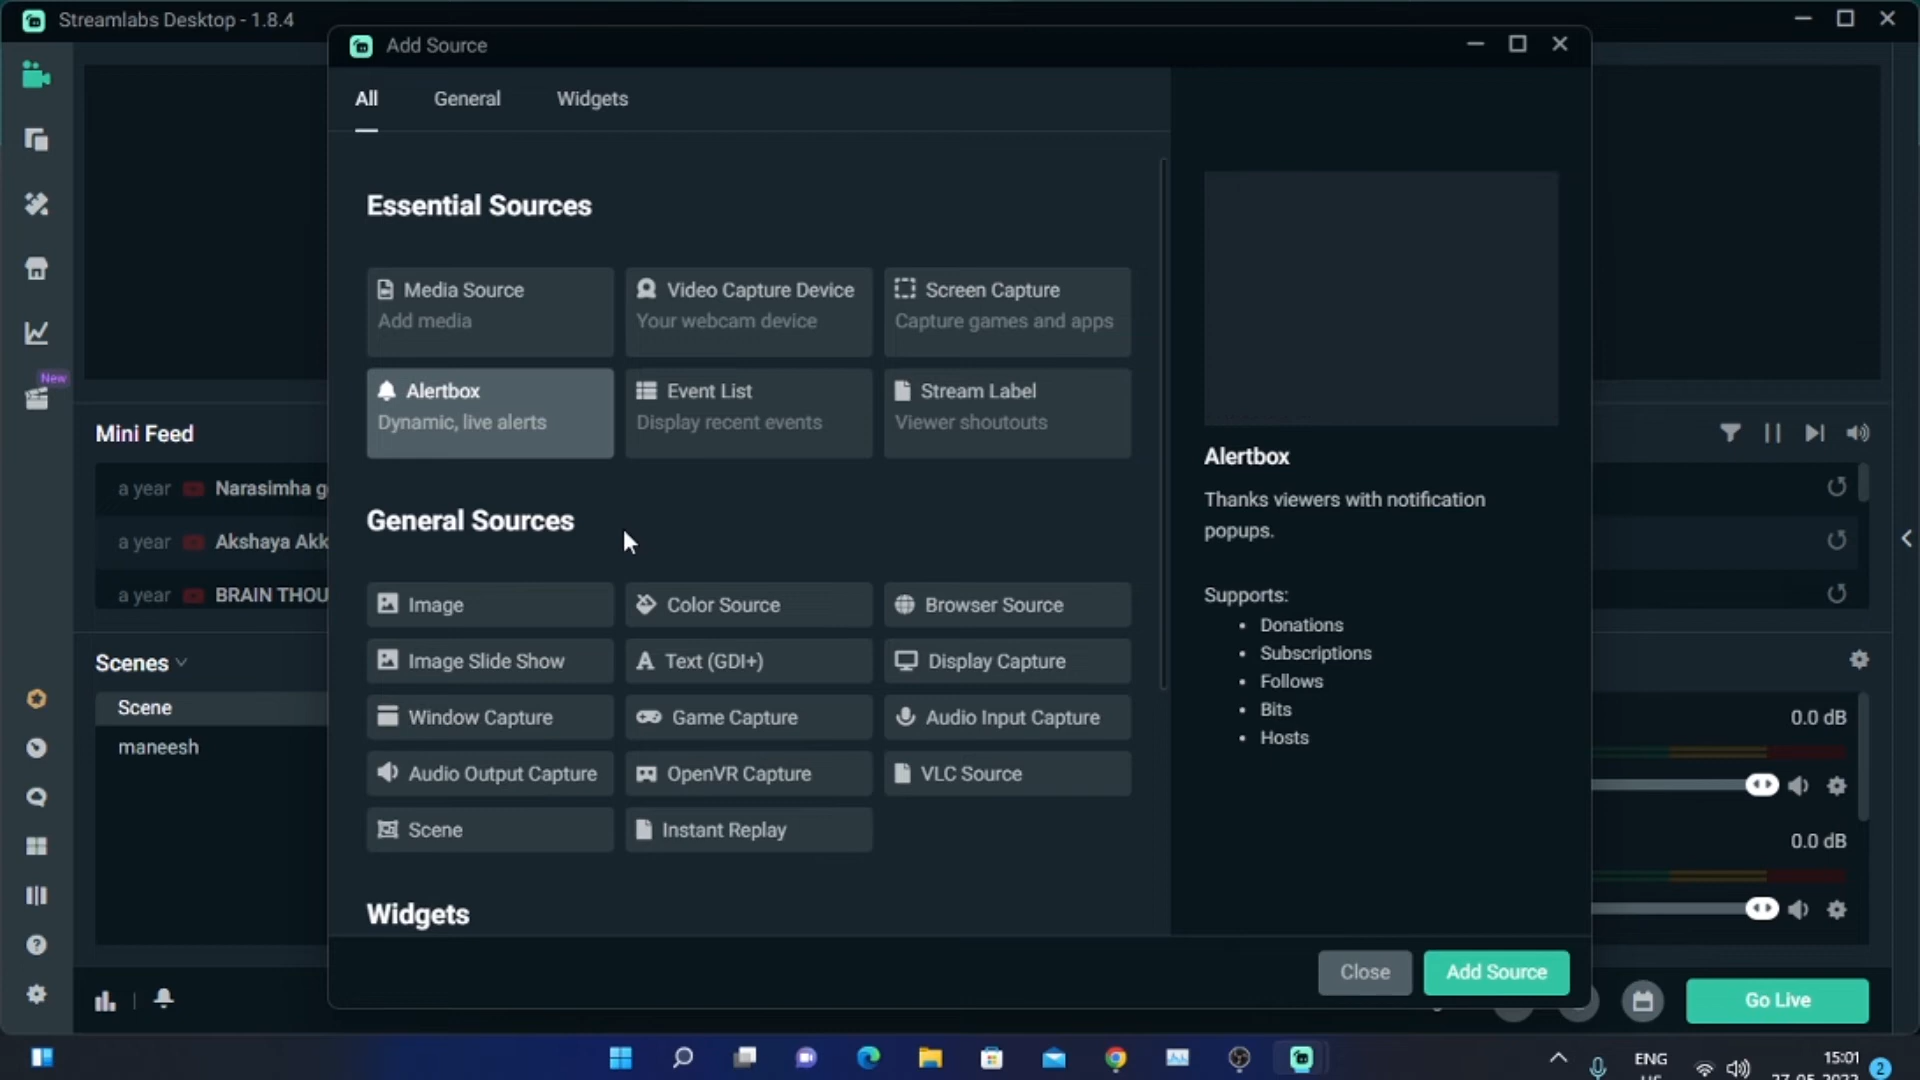 Streamlabs Desktop - 1.8.4
Add Source
All
General
Widgets
Essential Sources
Media Source
Add media
Video Capture Device
Your webcam device
Screen Capture
Capture games and apps
Alertbox
Dynamic, live alerts
Event List
Display recent events
Stream Label
Viewer shoutouts
General Sources
Image
Color Source
Browser Source
Image Slide Show
Text (GDI+)
Display Capture
Window Capture
Game Capture
Audio Input Capture
Audio Output Capture
OpenVR Capture
VLC Source
Scene
Instant Replay
Widgets
Alertbox
Thanks viewers with notification
popups.
Supports:
• Donations
• Subscriptions
• Follows
• Bits
• Hosts
Close
Add Source
New
Mini Feed
a year Narasimha g
a year Akshaya Akk
a year BRAIN THOU
Scenes
Scene
maneesh
0.0 dB
0.0 dB
Go Live
ENG
15:01
27-05-2022
2